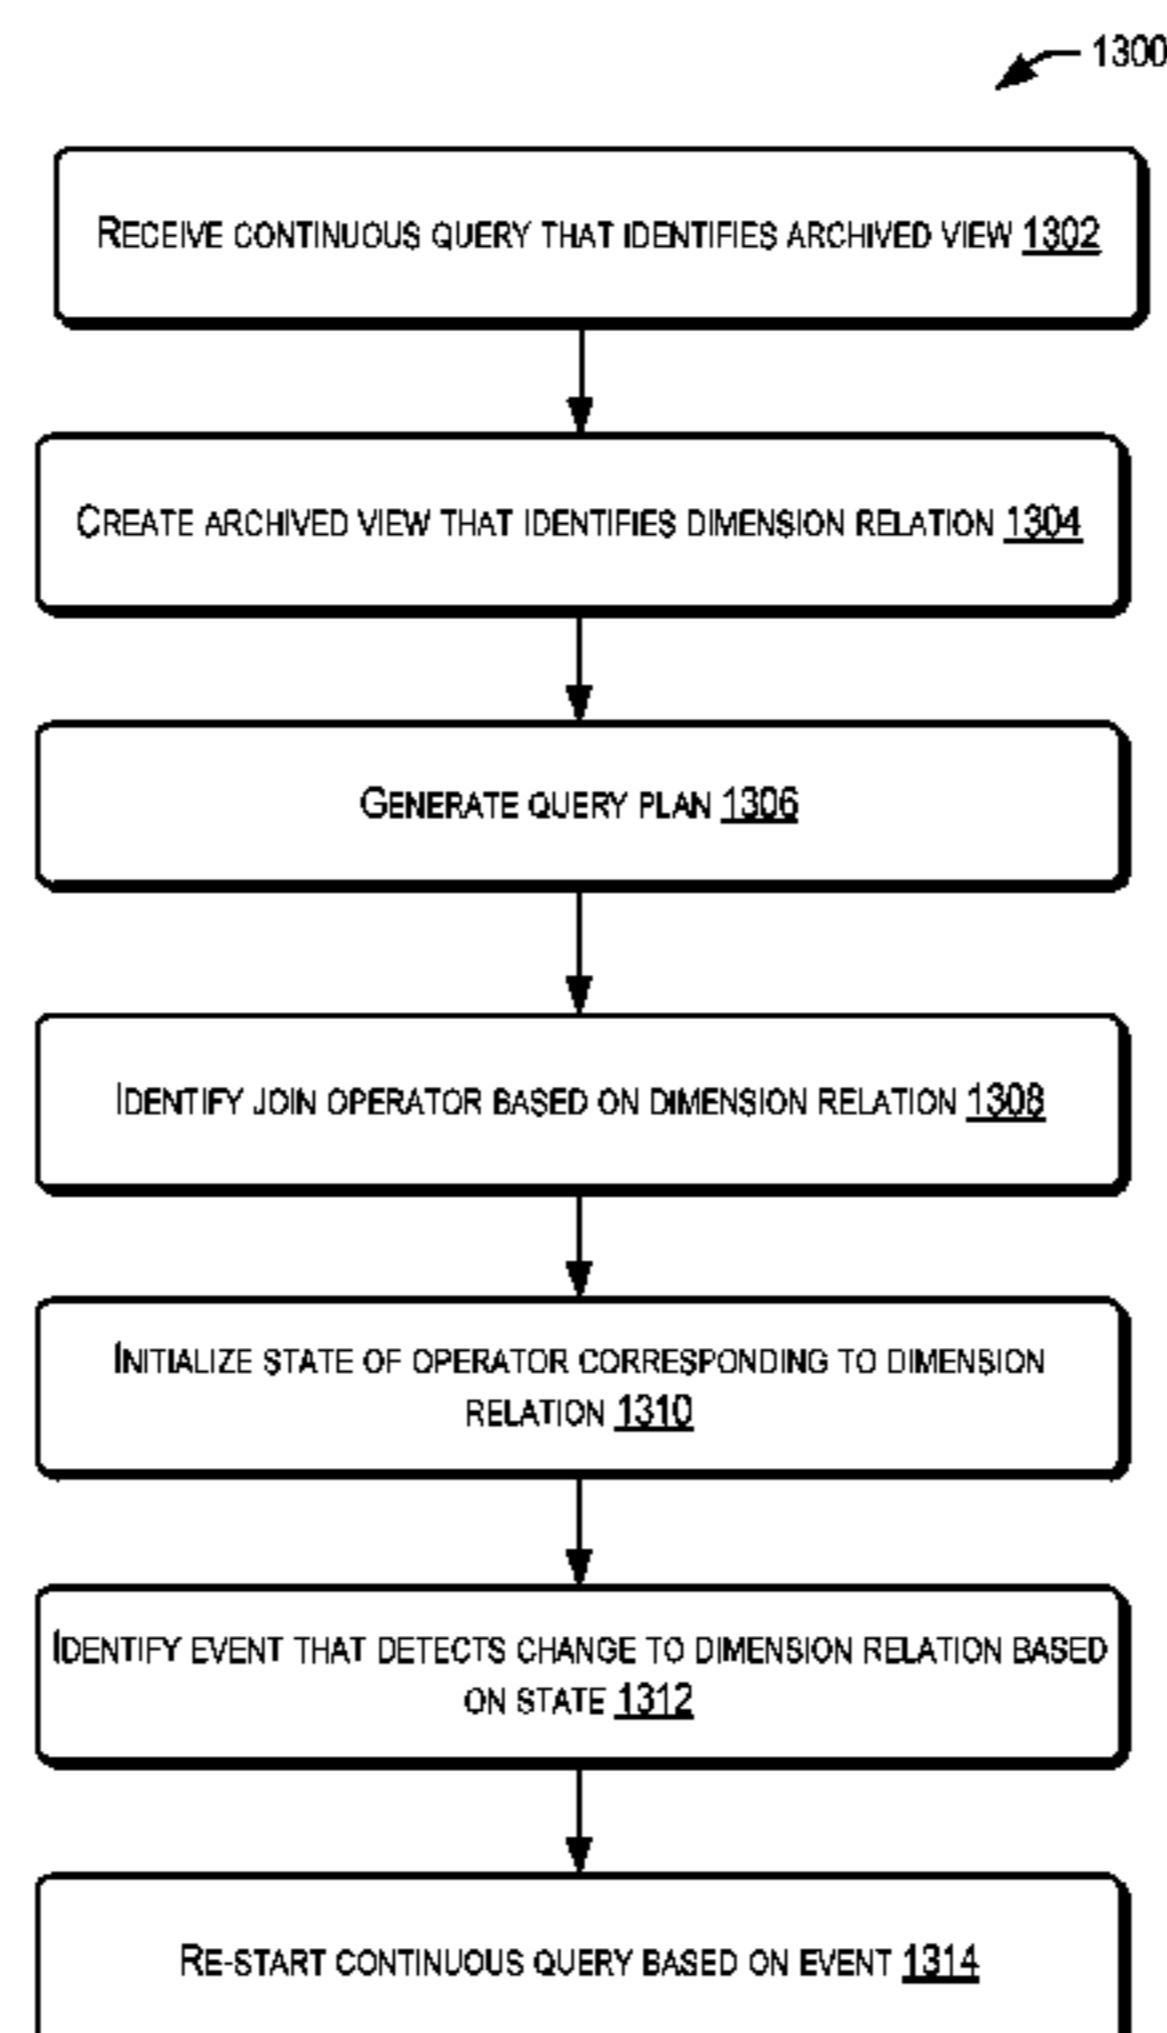 1300
RECEIVE CONTINUOUS QUERY THAT IDENTIFIES ARCHIVED VIEW 1302
CREATE ARCHIVED VIEW THAT IDENTIFIES DIMENSION RELATION 1304
GENERATE QUERY PLAN 1306
IDENTIFY JOIN OPERATOR BASED ON DIMENSION RELATION 1308
INITIALIZE STATE OF OPERATOR CORRESPONDING TO DIMENSION
RELATION 1310
IDENTIFY EVENT THAT DETECTS CHANGE TO DIMENSION RELATION BASED
ON STATE 1312
RE-START CONTINUOUS QUERY BASED ON EVENT 1314